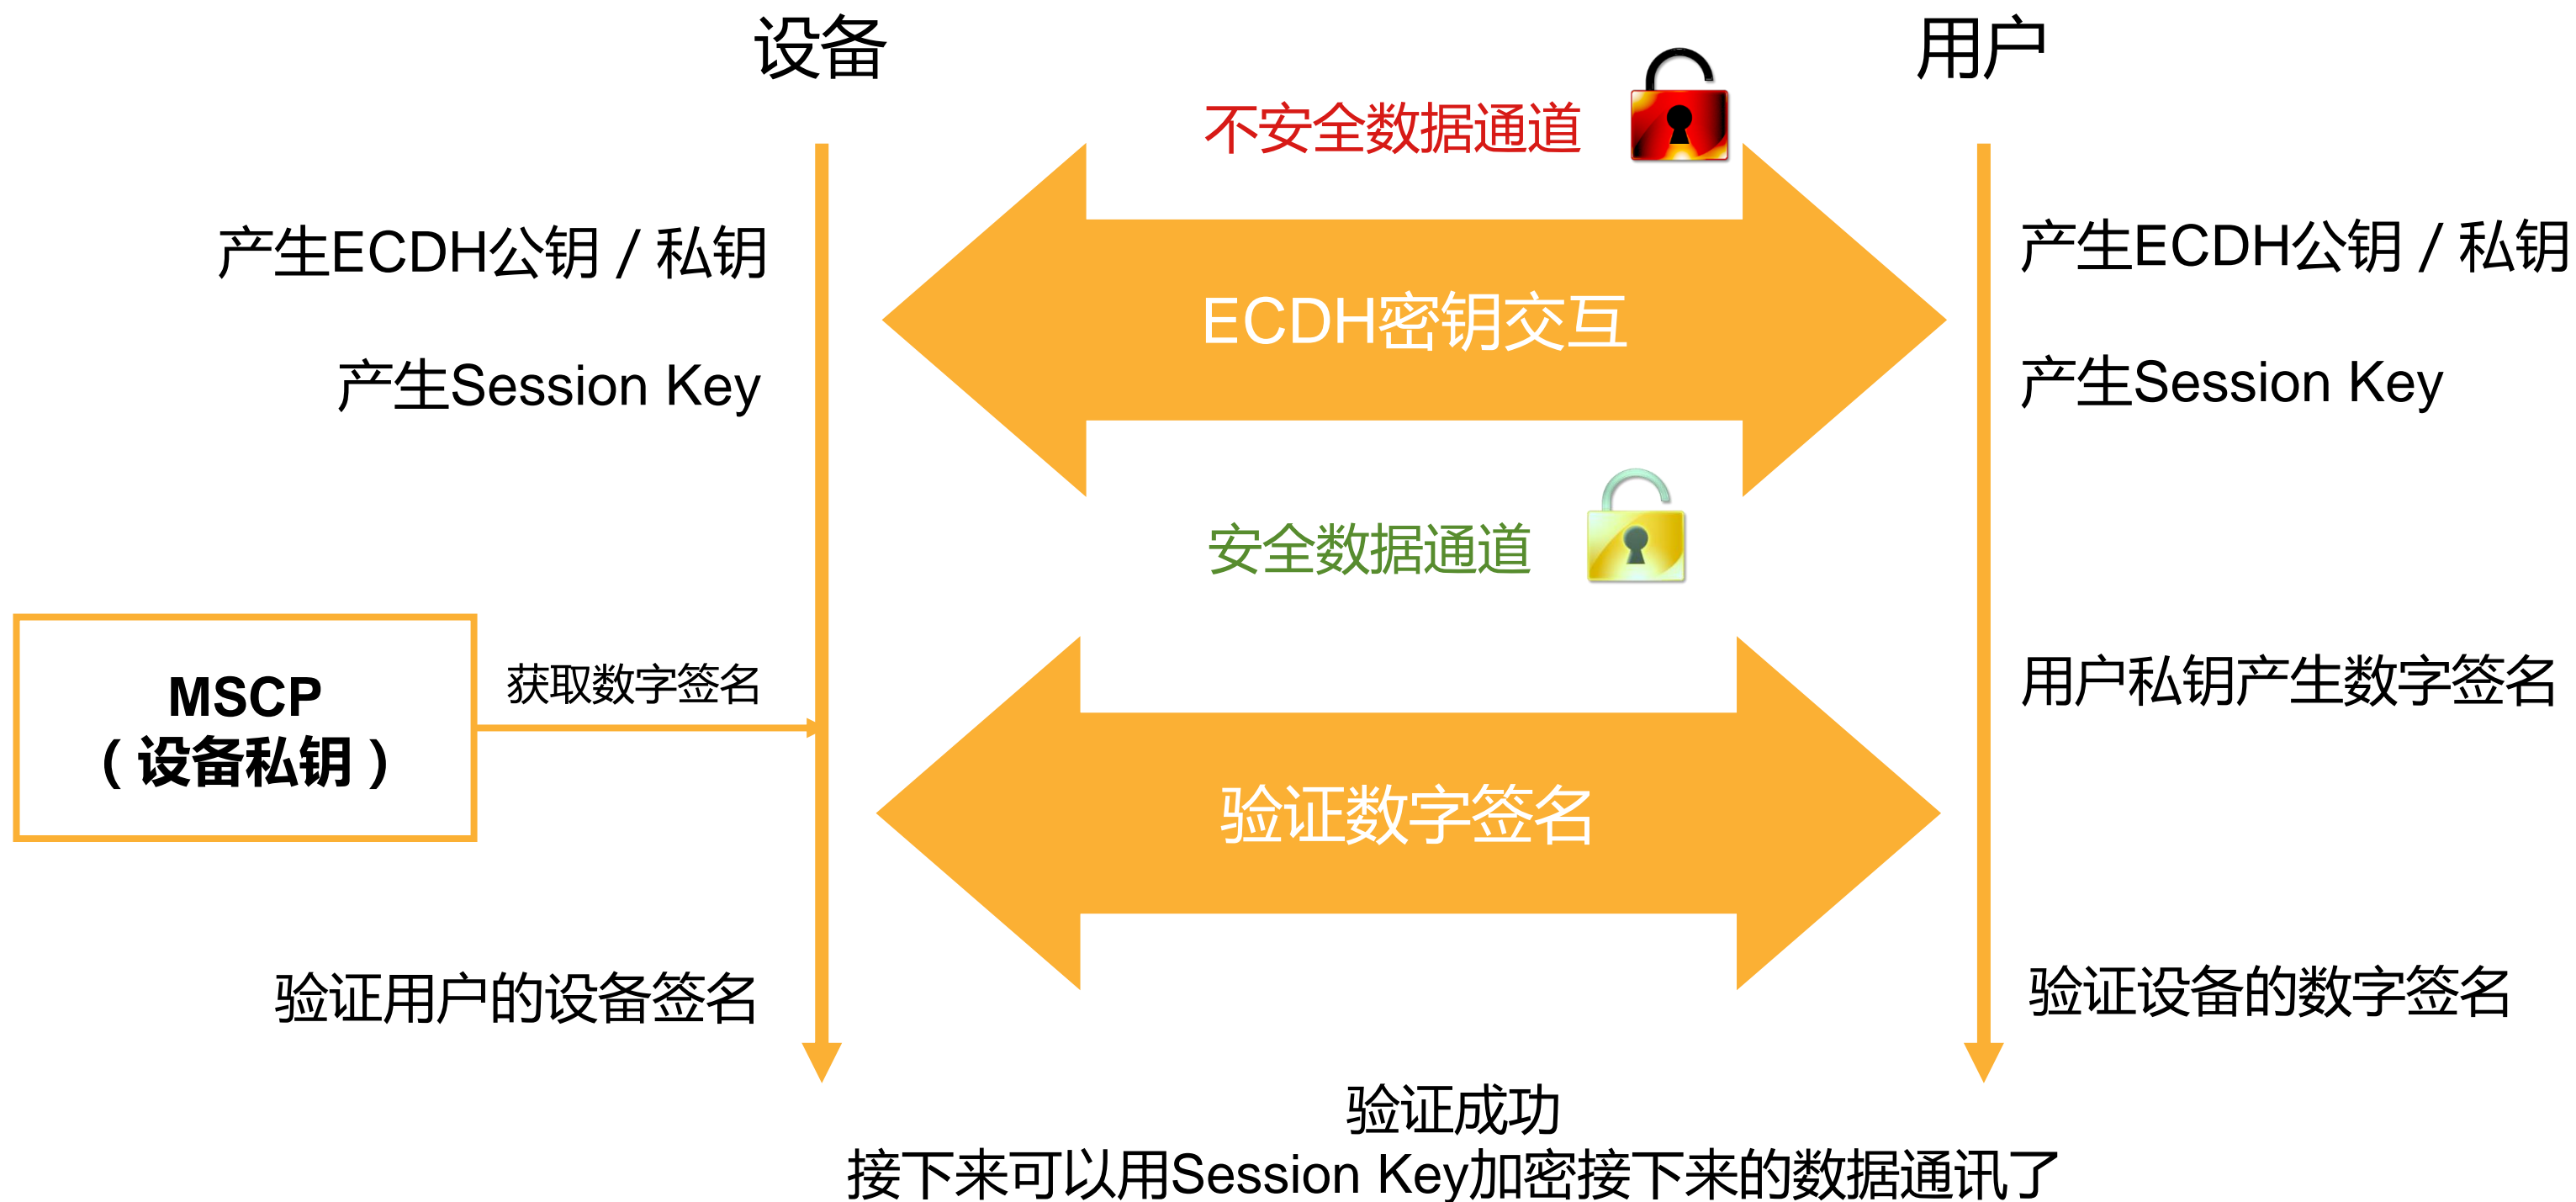 设备
用户
不安全数据通道
产生ECDH公钥 / 私钥
ECDH密钥交互
产生ECDH公钥 / 私钥
产生Session Key
产生Session Key
安全数据通道
MSCP
（设备私钥）
获取数字签名
用户私钥产生数字签名
验证数字签名
验证用户的设备签名
验证设备的数字签名
验证成功
接下来可以用Session Key加密接下来的数据通讯了